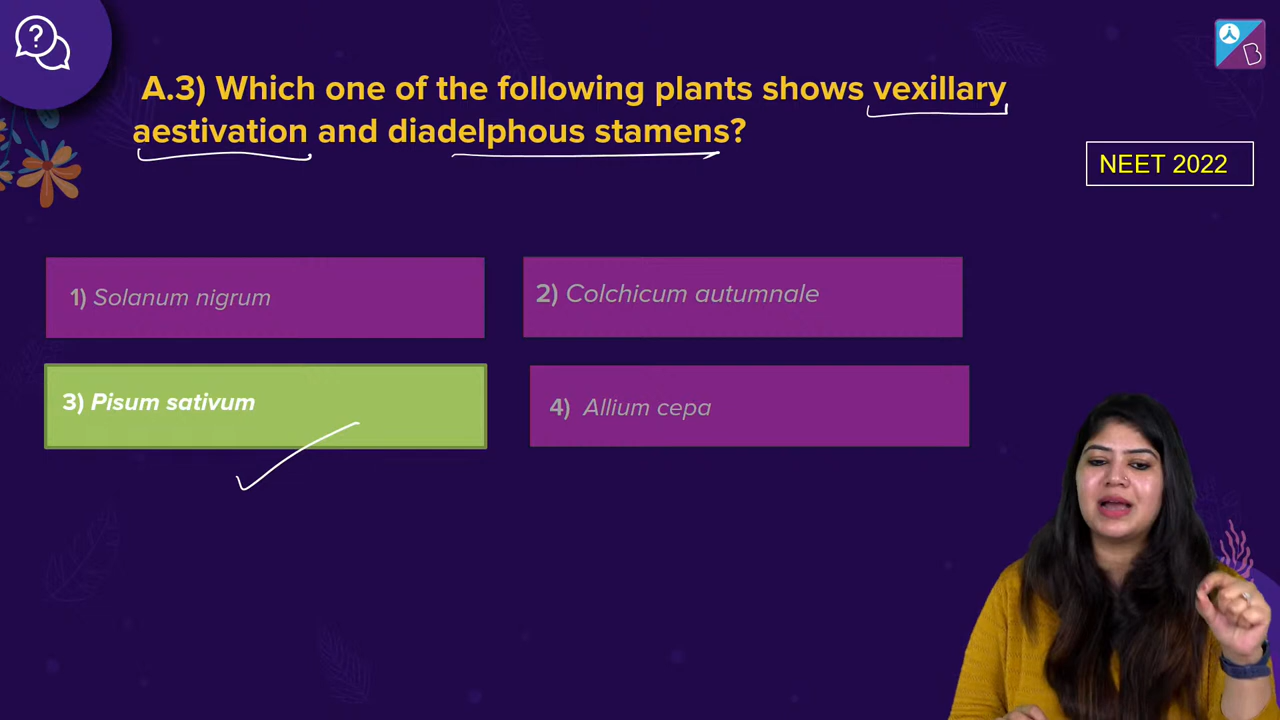 A.3) Which one of the following plants shows vexillary
aestivation and diadelphous stamens?
NEET 2022
1) Solanum nigrum
2) Colchicum autumnale
3) Pisum sativum
4) Allium cepa
?
B